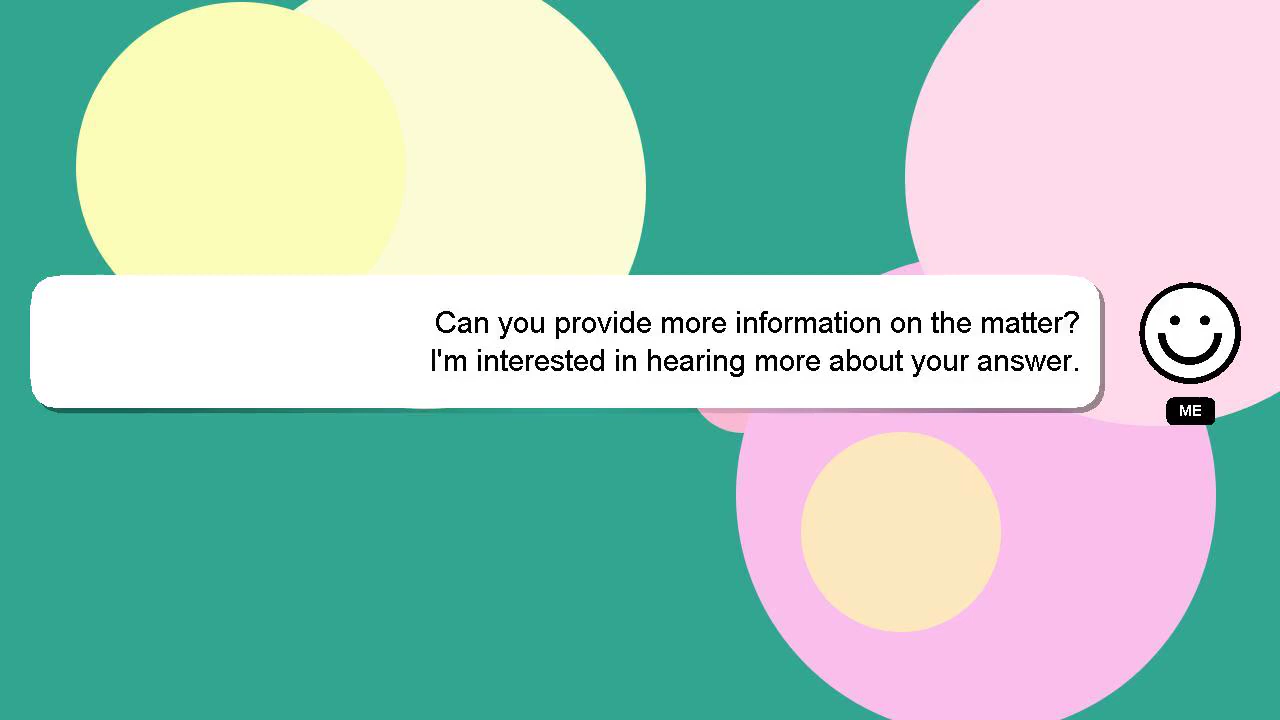 Can you provide more information on the matter?
I'm interested in hearing more about your answer.
ME